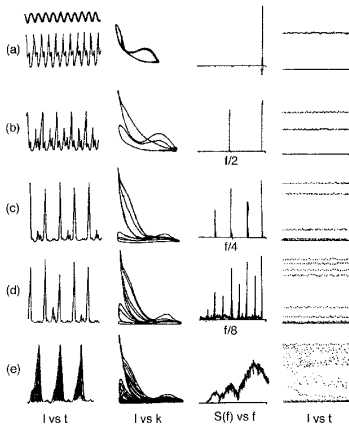 (a)
f
(b)
f/2
(c)
f/4
(d)
f/8
(e)
I vs t
I vs k
S(f) vs f
I vs t